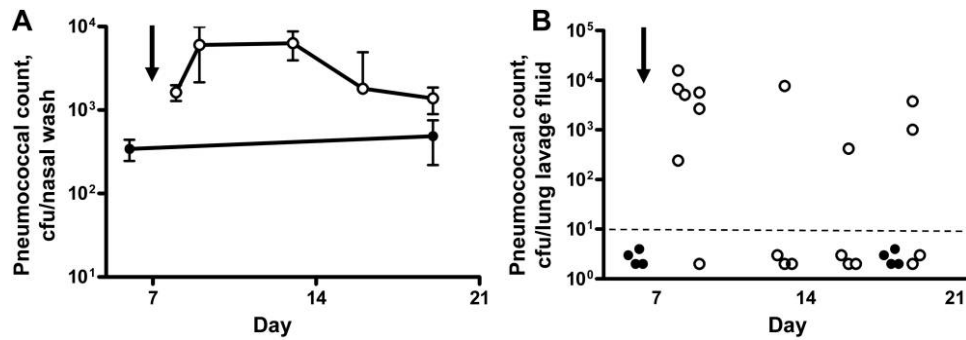 A
Pneumococcal count,
cfu/nasal wash
10⁴
10³
10²
10¹
7
14
21
Day
B
Pneumococcal count,
cfu/lung lavage fluid
10⁵
10⁴
10³
10²
10¹
10⁰
7
14
21
Day